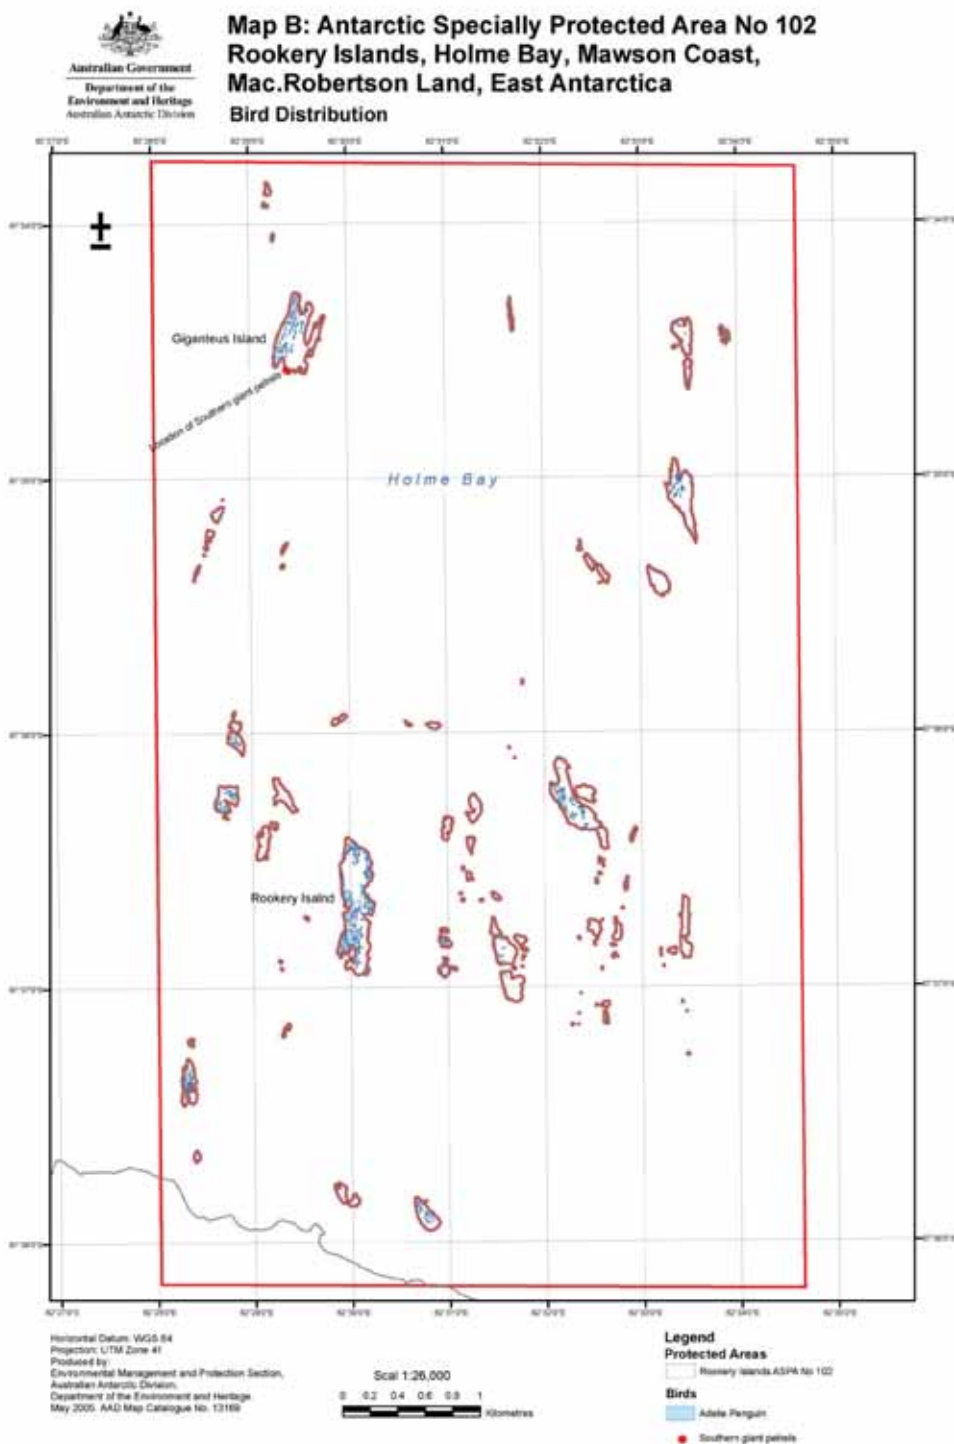 Australian Government
Department of the
Environment and Heritage
Australian Antarctic Division
Map B: Antarctic Specially Protected Area No 102
Rookery Islands, Holme Bay, Mawson Coast,
Mac.Robertson Land, East Antarctica
Bird Distribution
Giganteus Island
Location of Southern giant petrels
Holme Bay
Rookery Isalnd
Horizontal Datum: WGS 84
Projection: UTM Zone 41
Produced by:
Environmental Management and Protection Section,
Australian Antarctic Division,
Department of the Environment and Heritage
May 2005 AAD Map Catalogue No. 13169
Scal 1:26,000
0 0.2 0.4 0.6 0.8 1
Kilometres
Legend
Protected Areas
Rookery Islands ASPA No 102
Birds
Adelie Penguin
Southern giant petrels